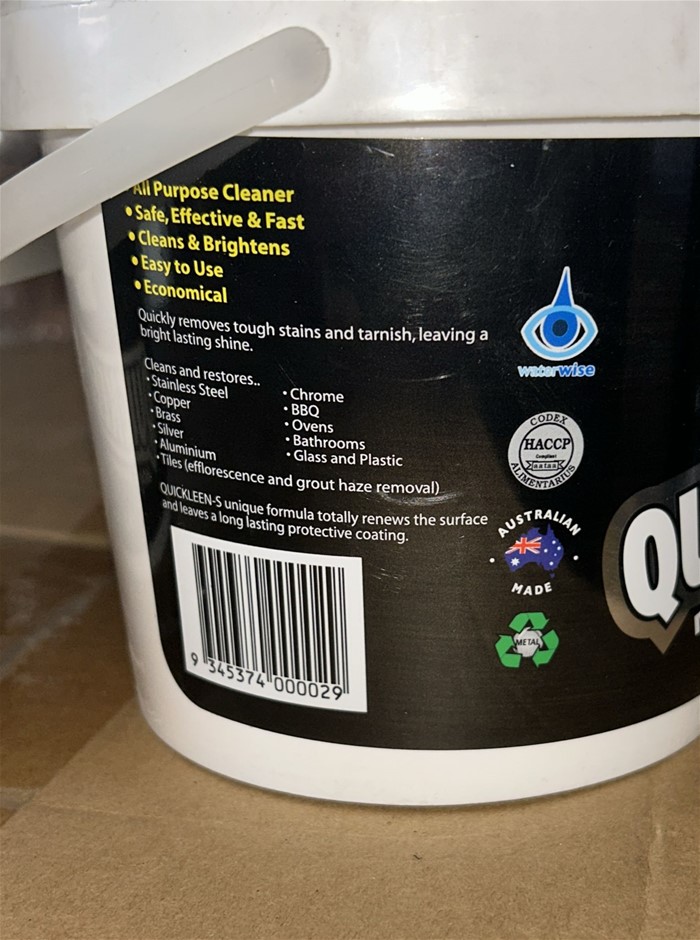 All Purpose Cleaner
• Safe, Effective & Fast
• Cleans & Brightens
• Easy to Use
• Economical
Quickly removes tough stains and tarnish, leaving a
bright lasting shine.
Cleans and restores..
• Stainless Steel
• Copper
• Brass
• Silver
• Aluminium
• Tiles (efflorescence and grout haze removal)
• Chrome
• BBQ
• Ovens
• Bathrooms
• Glass and Plastic
QUICKLEEN-S unique formula totally renews the surface
and leaves a long lasting protective coating.
9 345374 000029
waterwise
CODEX
HACCP
Compliant
aataa
ALIMENTARIUS
AUSTRALIAN
MADE
METAL
QU